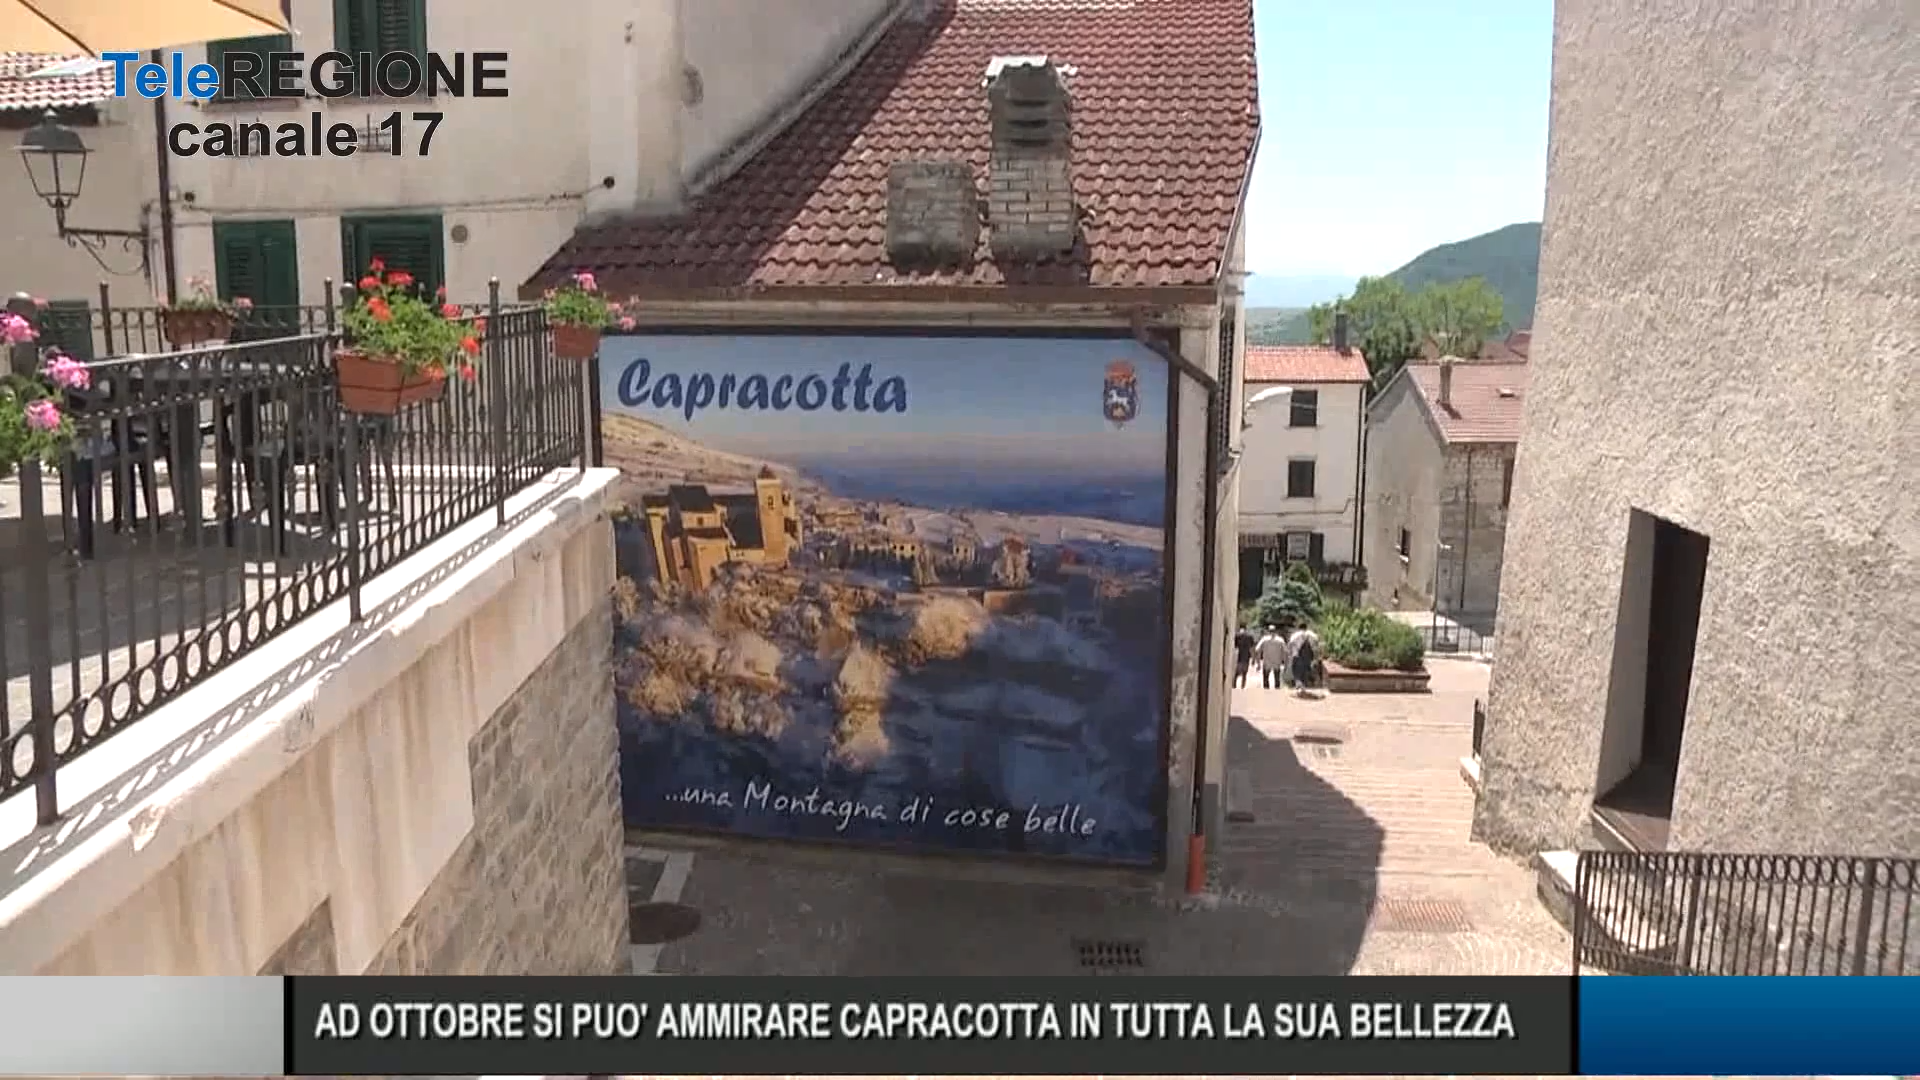 TeleREGIONE
canale 17
Capracotta
...una Montagna di cose belle
AD OTTOBRE SI PUO' AMMIRARE CAPRACOTTA IN TUTTA LA SUA BELLEZZA